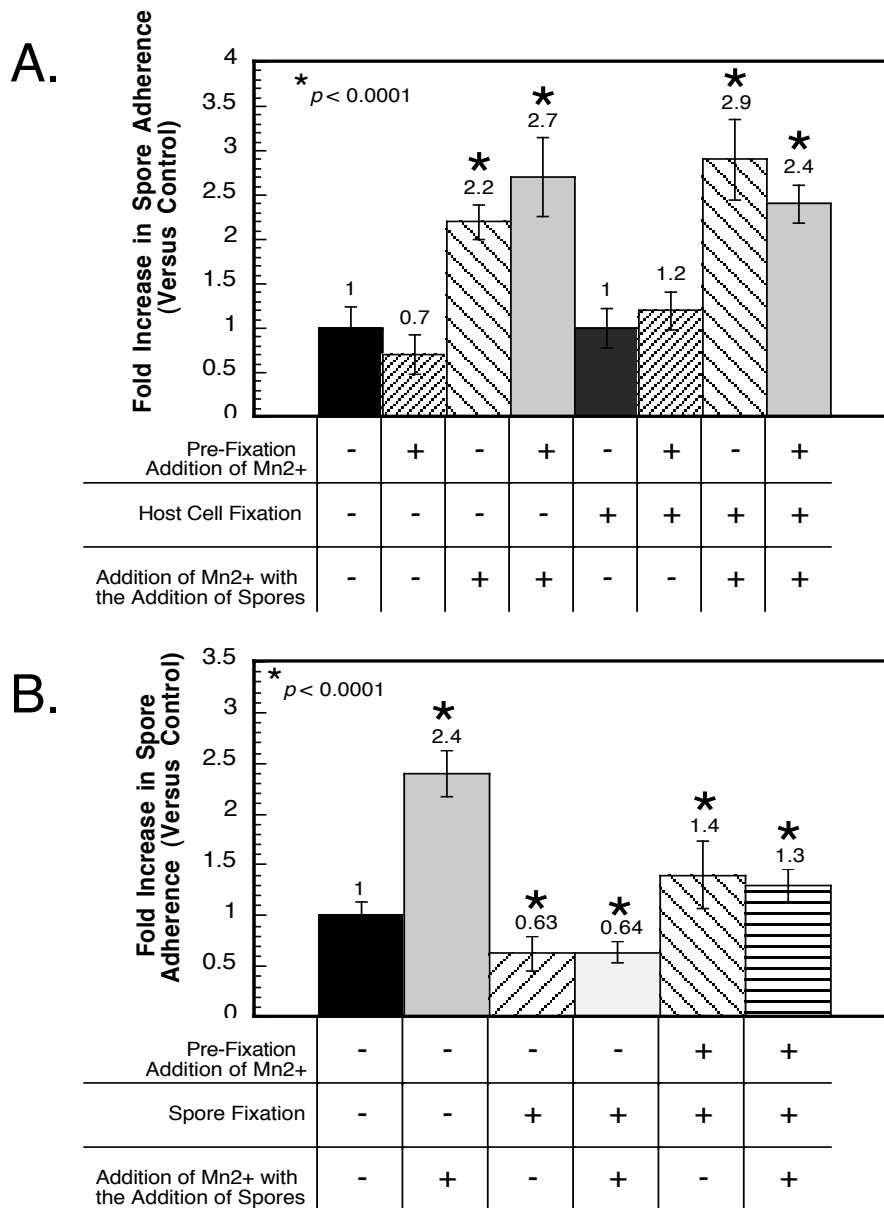 A.
Fold Increase in Spore Adherence
(Versus Control)
4
3.5
3
2.5
2
1.5
1
0.5
0
* p < 0.0001
1
0.7
* 2.2
* 2.7
1
1.2
* 2.9
* 2.4
Pre-Fixation
Addition of Mn2+
- + - + - + - +
Host Cell Fixation
- - - - + + + +
Addition of Mn2+ with
the Addition of Spores
- - + + - - + +
B.
Fold Increase in Spore
Adherence (Versus Control)
3.5
3
2.5
2
1.5
1
0.5
0
* p < 0.0001
1
* 2.4
* 0.63
* 0.64
* 1.4
* 1.3
Pre-Fixation
Addition of Mn2+
- - - - + +
Spore Fixation
- - + + + +
Addition of Mn2+ with
the Addition of Spores
- + - + - +